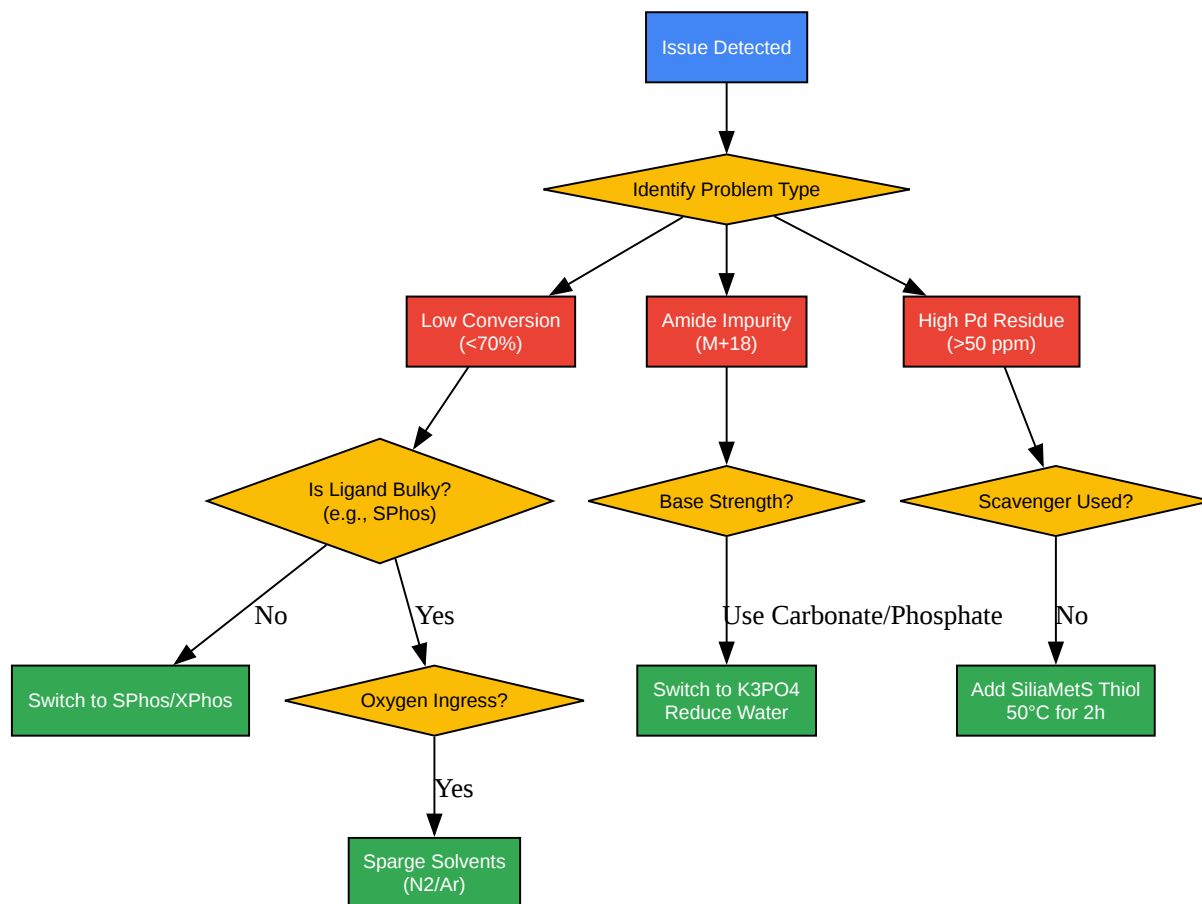 Issue Detected
Identify Problem Type
Low Conversion
(<70%)
Amide Impurity
(M+18)
High Pd Residue
(>50 ppm)
Is Ligand Bulky?
(e.g., SPhos)
Base Strength?
Scavenger Used?
No
Yes
Use Carbonate/Phosphate
No
Switch to SPhos/XPhos
Oxygen Ingress?
Switch to K3PO4
Reduce Water
Add SiliaMetS Thiol
50°C for 2h
Yes
Sparge Solvents
(N2/Ar)